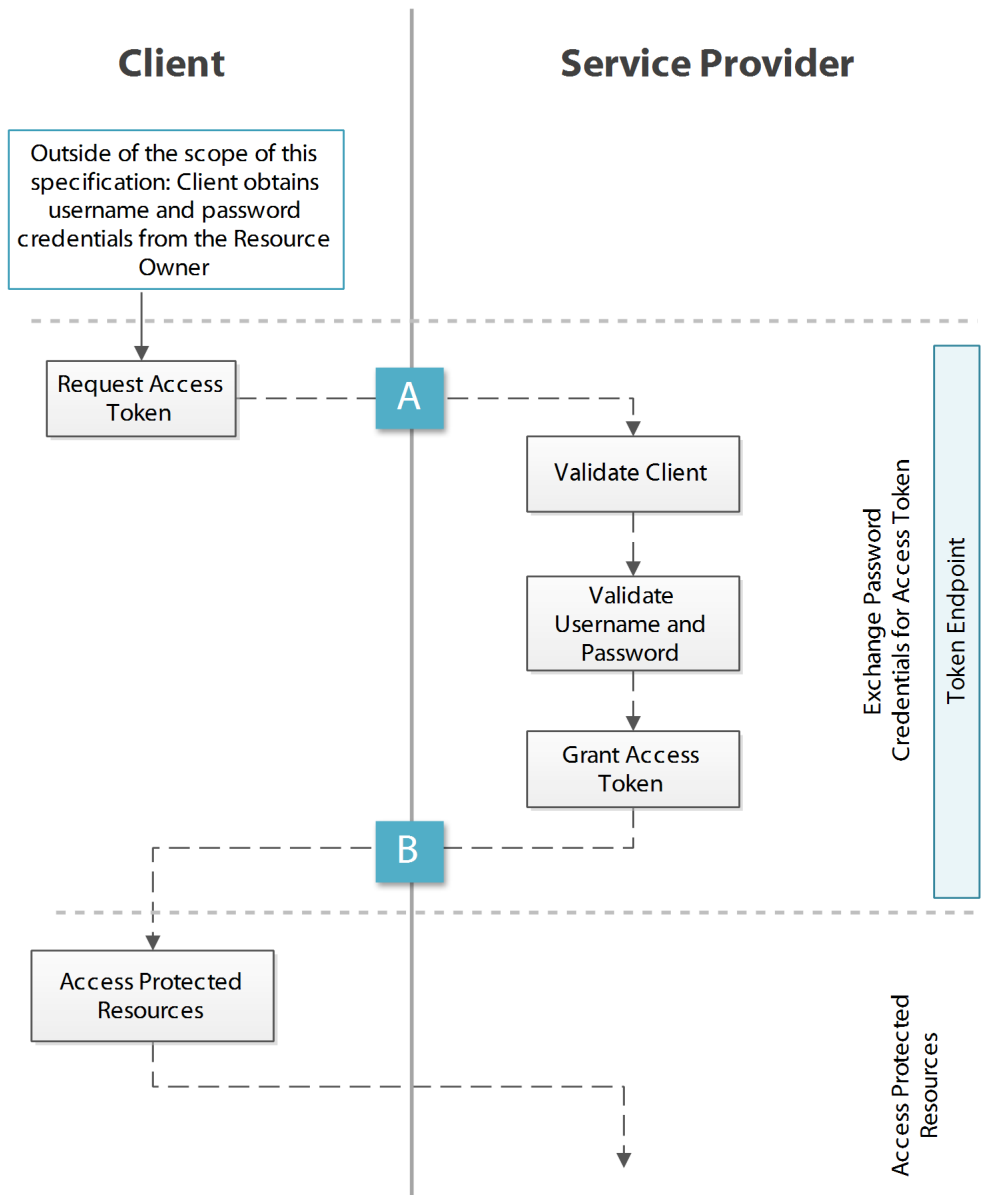 Client
Service Provider
Outside of the scope of this
specification: Client obtains
username and password
credentials from the Resource
Owner
Request Access
Token
A
Validate Client
Validate
Username and
Password
Grant Access
Token
B
Exchange Password
Credentials for Access Token
Token Endpoint
Access Protected
Resources
Access Protected
Resources